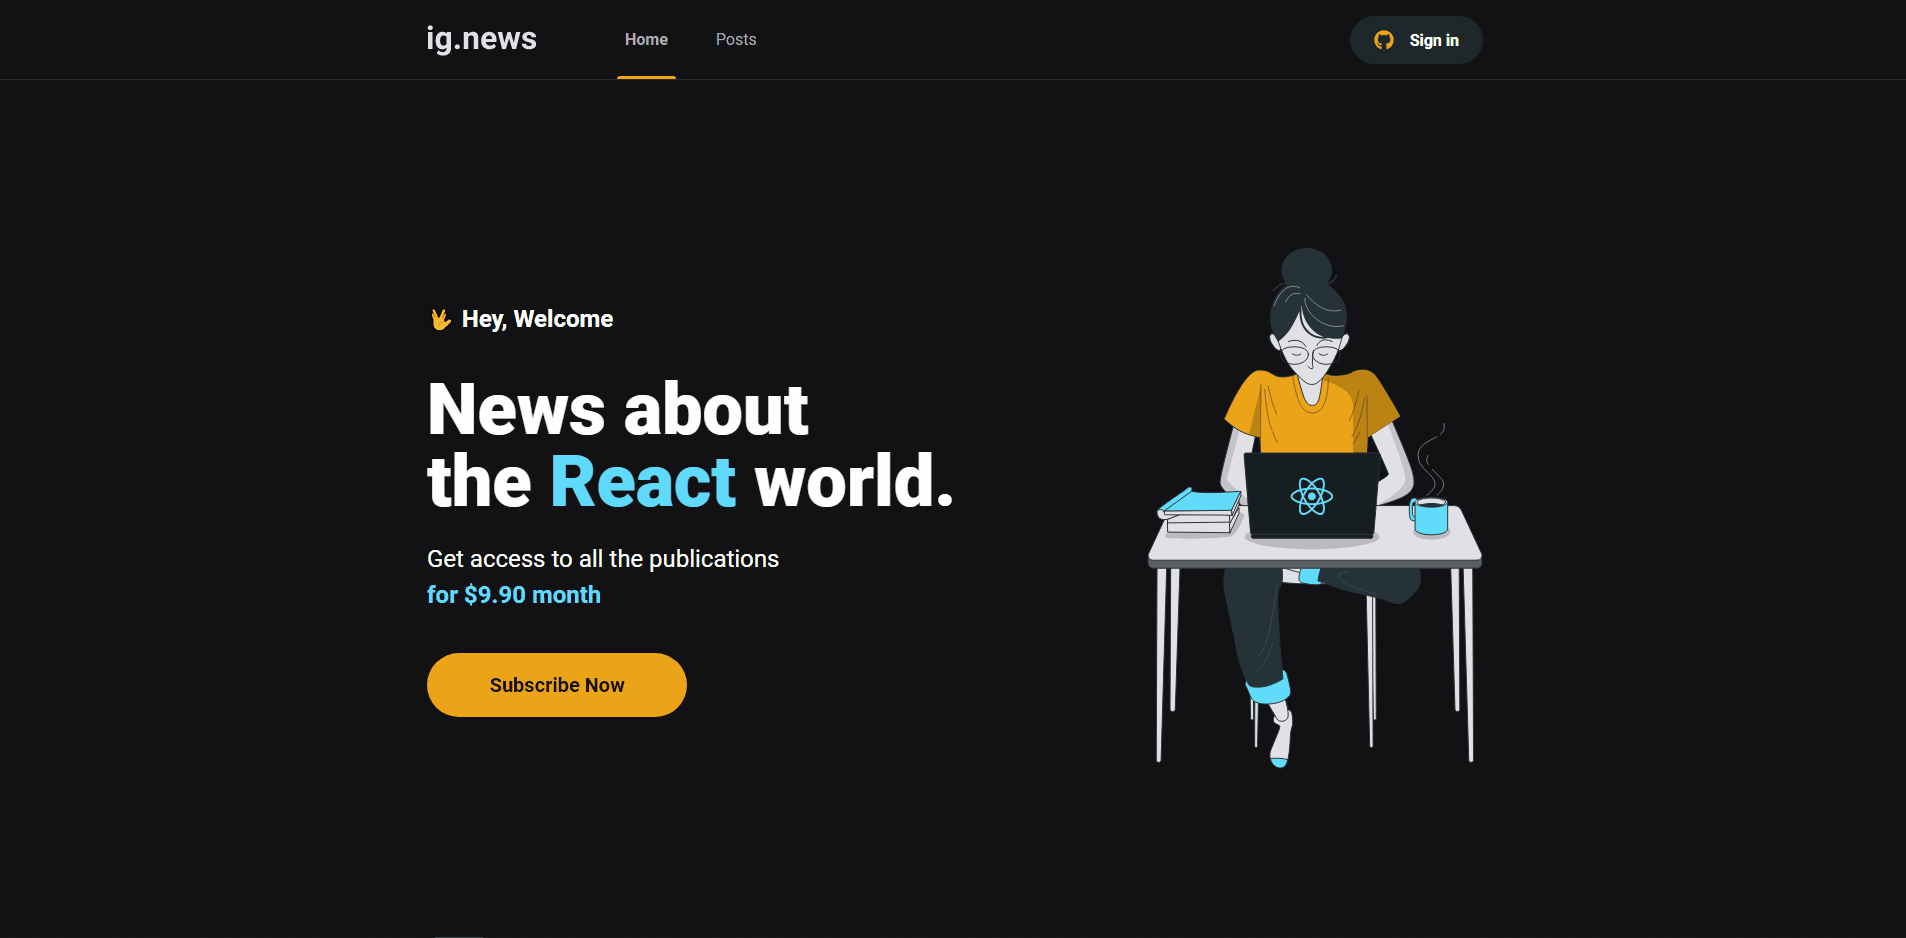 ig.news
Home
Posts
Sign in
🖖 Hey, Welcome
News about
the React world.
Get access to all the publications
for $9.90 month
Subscribe Now